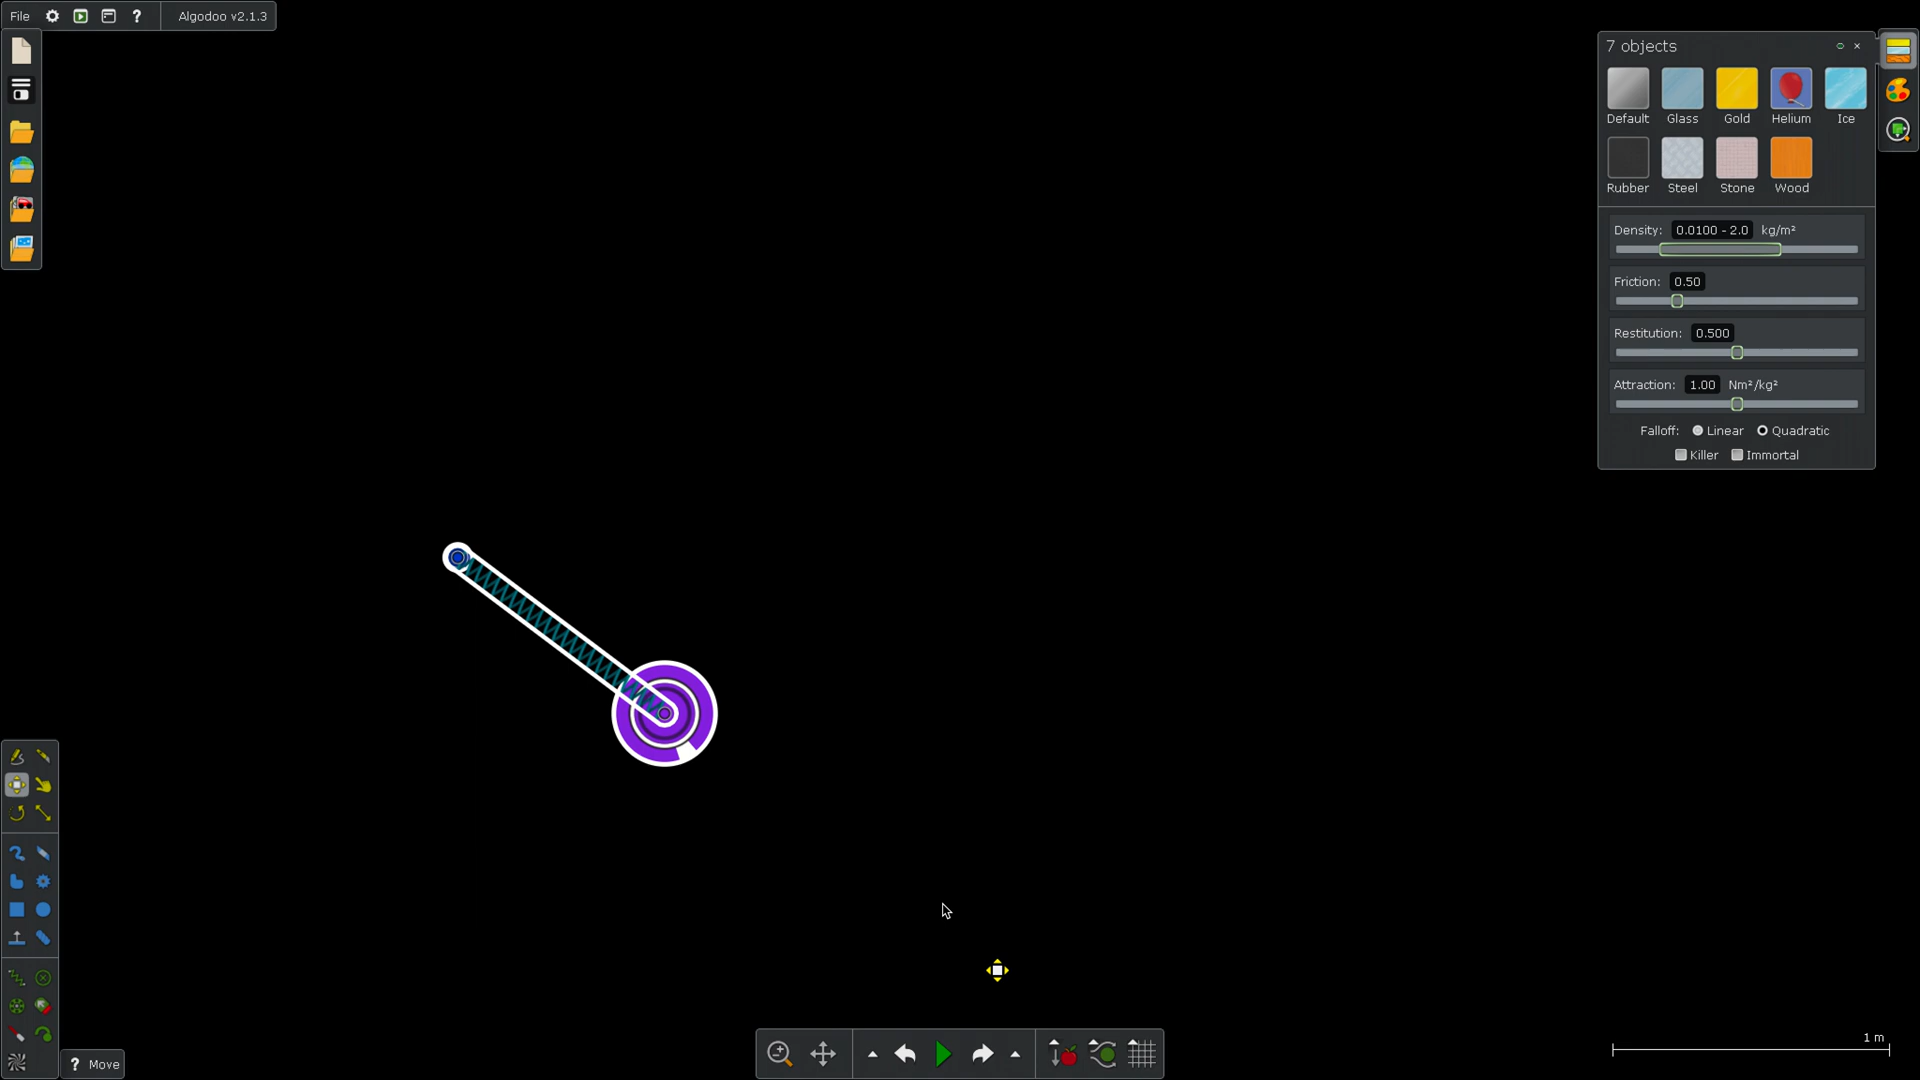 File ? Algodoo v2.1.3
7 objects
Default Glass Gold Helium Ice
Rubber Steel Stone Wood
Density: 0.0100 - 2.0 kg/m²
Friction: 0.50
Restitution: 0.500
Attraction: 1.00 Nm²/kg²
Falloff: Linear Quadratic
Killer Immortal
1 m
? Move